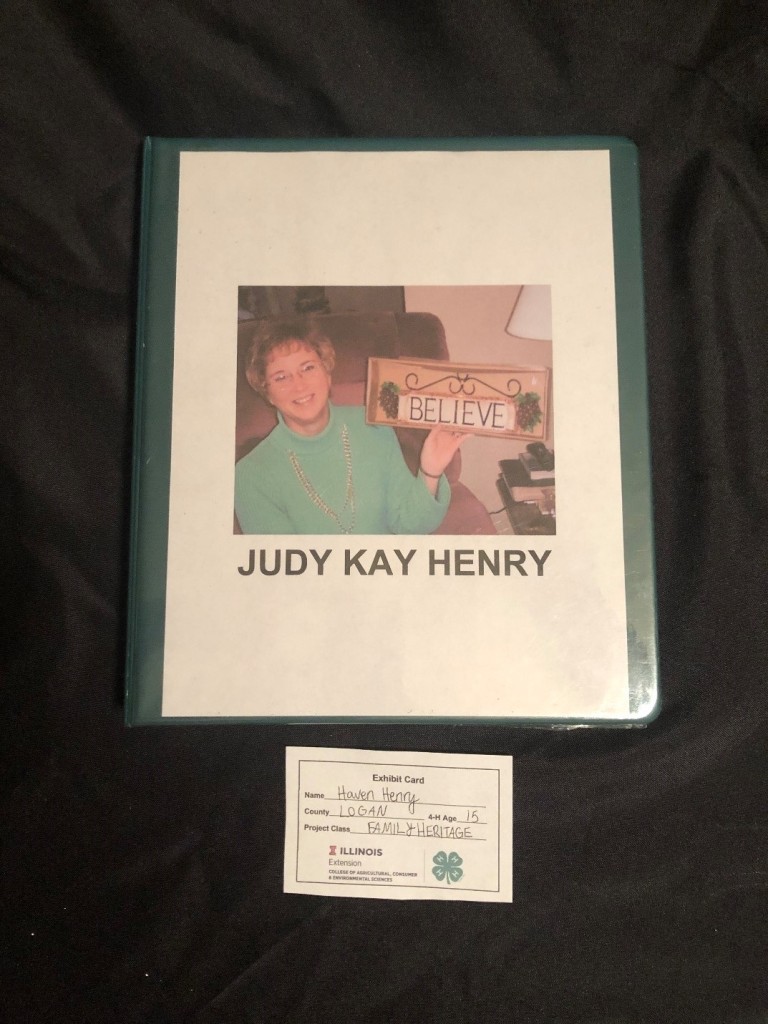 BELIEVE
JUDY KAY HENRY
Exhibit Card
Name Haven Henry
County LOGAN 4-H Age 15
Project Class FAMILY HERITAGE
I ILLINOIS
Extension
COLLEGE OF AGRICULTURAL, CONSUMER
& ENVIRONMENTAL SCIENCES
H H
H H